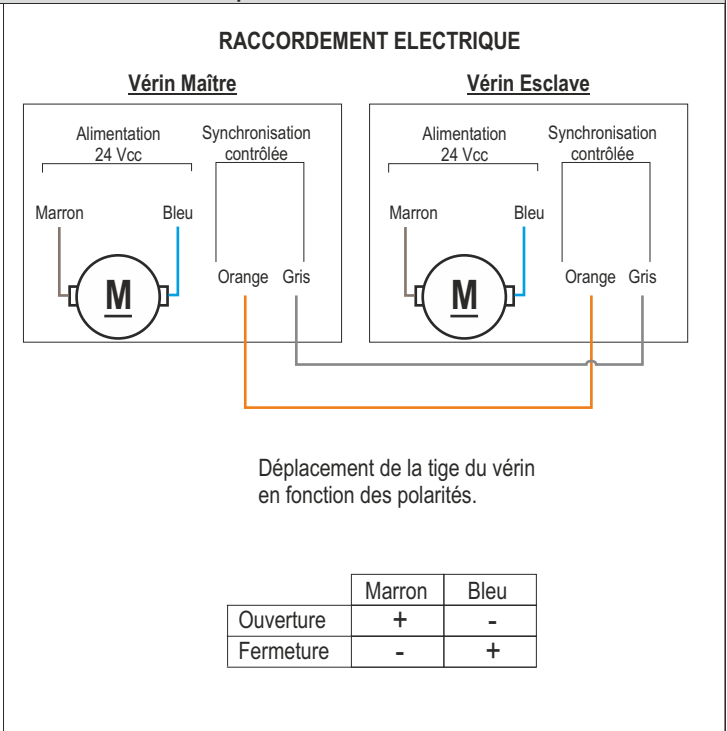 RACCORDEMENT ELECTRIQUE
Vérin Maître
Vérin Esclave
Alimentation
24 Vcc
Synchronisation
contrôlée
Marron
Bleu
M
Orange
Gris
Alimentation
24 Vcc
Synchronisation
contrôlée
Marron
Bleu
M
Orange
Gris
Déplacement de la tige du vérin
en fonction des polarités.
Marron Bleu
Ouverture + -
Fermeture - +